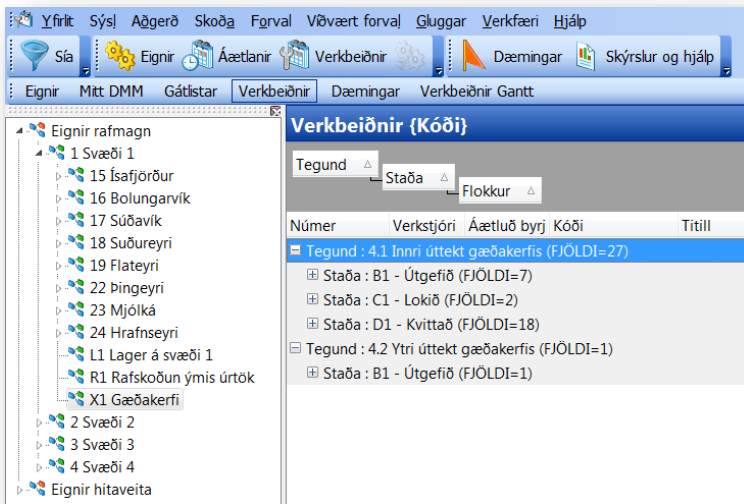 Yfirlit Sýsl Aðgerð Skoða Forval Víðvært forval Gluggar Verkfæri Hjálp
Sía Eignir Áætlanir Verkbeiðnir Dæmingar Skýrslur og hjálp
Eignir Mitt DMM Gátlistar Verkbeiðnir Dæmingar Verkbeiðnir Gantt
Eignir rafmagn
1 Svæði 1
15 Ísafjörður
16 Bolungarvík
17 Súðavík
18 Suðureyri
19 Flateyri
22 Þingeyri
23 Mjólká
24 Hrafnseyri
L1 Lager á svæði 1
R1 Rafskoðun ýmis úrtök
X1 Gæðakerfi
2 Svæði 2
3 Svæði 3
4 Svæði 4
Eignir hitaveita
Verkbeiðnir {Kóði}
Tegund
Staða
Flokkur
Númer Verkstjóri Áætluð byrj Kóði Titill
Tegund : 4.1 Innri úttekt gæðakerfis (FJÖLDI=27)
Staða : B1 - Útgefið (FJÖLDI=7)
Staða : C1 - Lokið (FJÖLDI=2)
Staða : D1 - Kvittað (FJÖLDI=18)
Tegund : 4.2 Ytri úttekt gæðakerfis (FJÖLDI=1)
Staða : B1 - Útgefið (FJÖLDI=1)